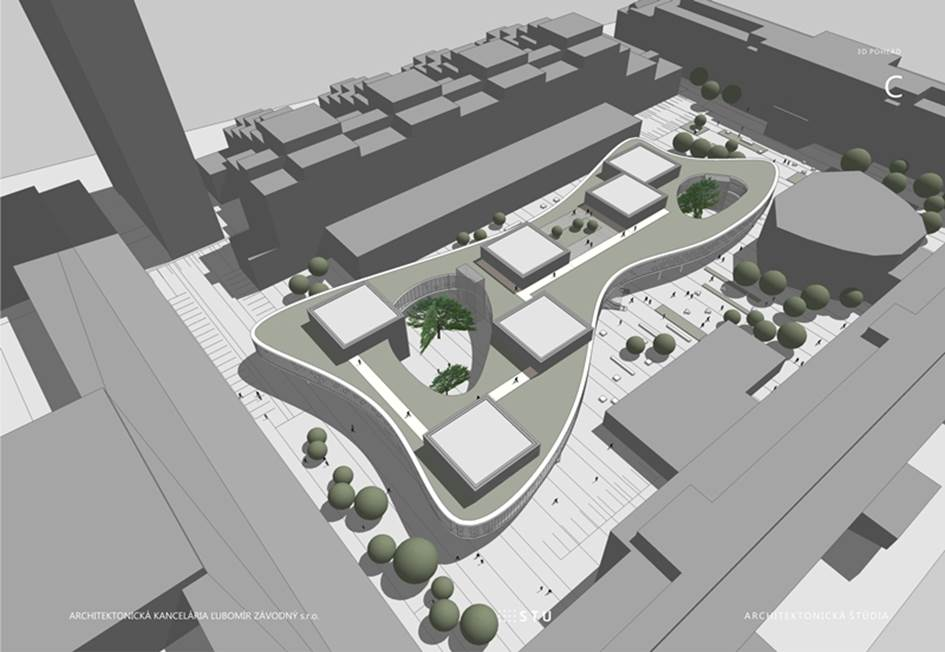 3D POHĽAD
C
ARCHITEKTONICKÁ KANCELÁRIA ĽUBOMÍR ZÁVODNÝ s.r.o.
STU
ARCHITEKTONICKÁ ŠTÚDIA